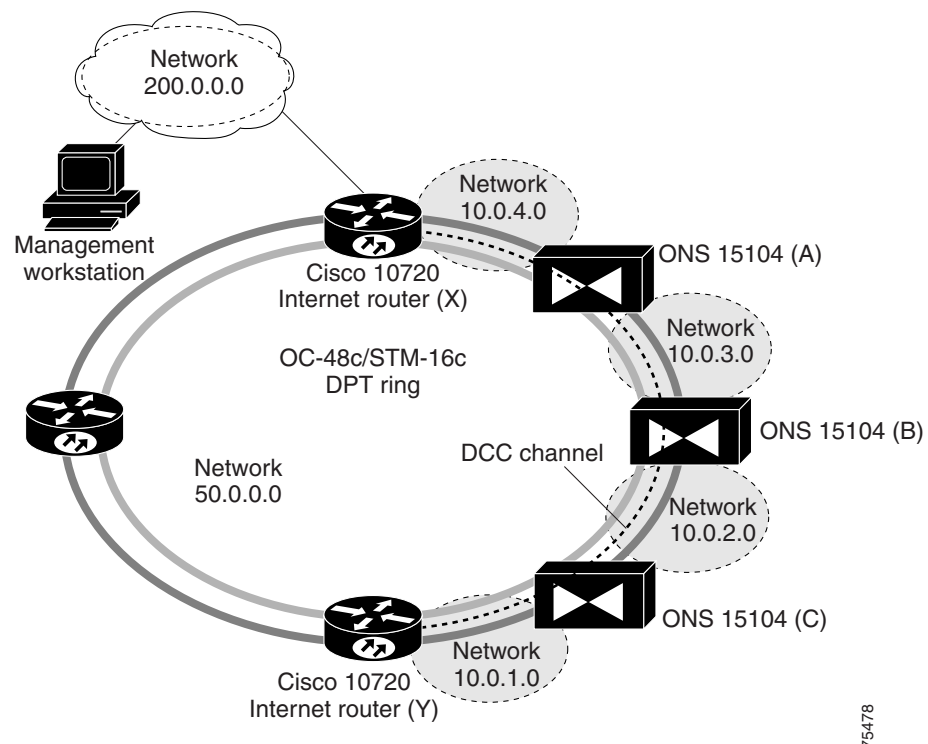 Network
200.0.0.0
Network
10.0.4.0
Management
workstation
ONS 15104 (A)
Cisco 10720
Internet router (X)
Network
10.0.3.0
OC-48c/STM-16c
DPT ring
ONS 15104 (B)
DCC channel
Network
50.0.0.0
Network
10.0.2.0
ONS 15104 (C)
Network
10.0.1.0
Cisco 10720
Internet router (Y)
75478